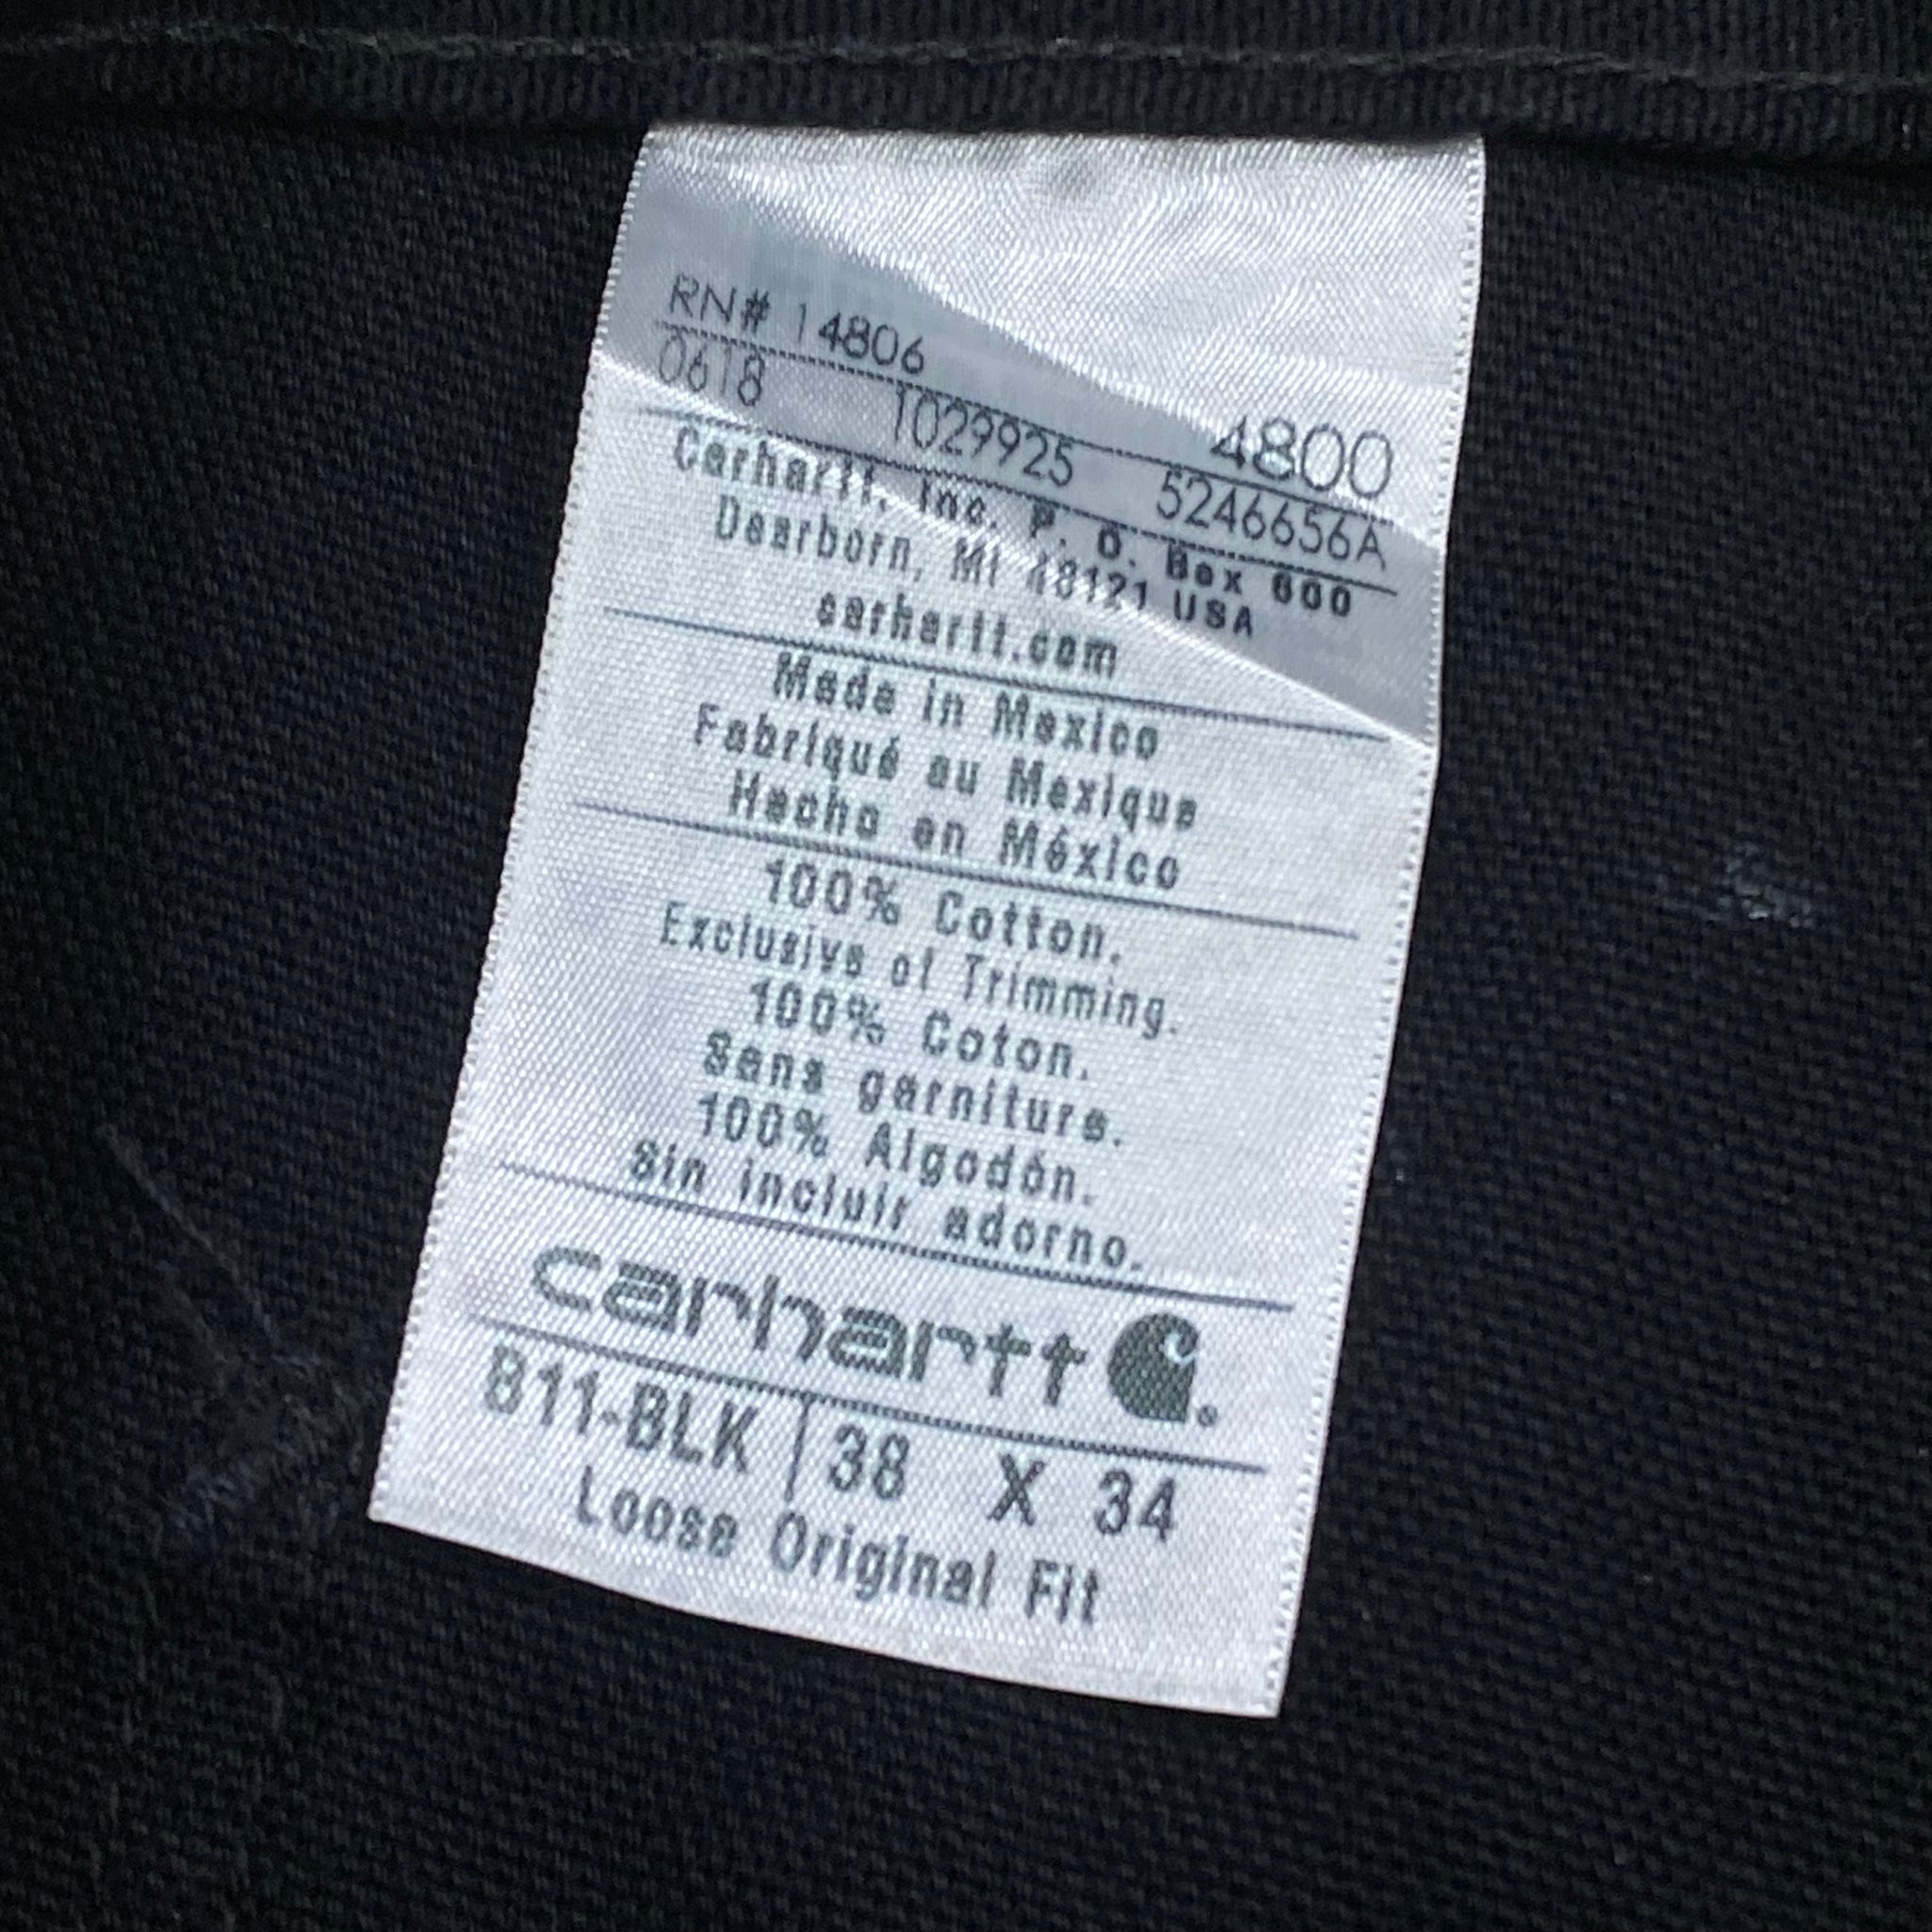 RN# 14806
4800
0618 1029925 5246656A
Carhartt, Inc. P. O. Box 600
Dearborn, MI 48121 USA
carhartt.com
Made in Mexico
Fabriqué au Mexique
Hecho en México
100% Cotton.
Exclusive of Trimming.
100% Coton.
Sans garniture.
100% Algodón.
Sin incluir adorno.
carhartt
B11-BLK | 38 X 34
Loose Original Fit